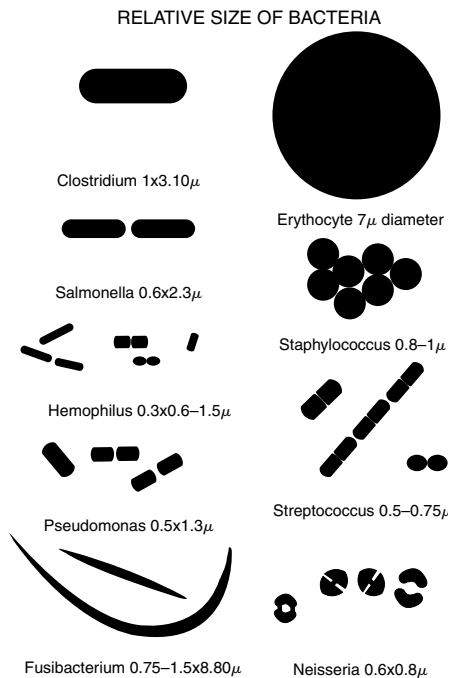 RELATIVE SIZE OF BACTERIA
Clostridium 1x3.10μ
Erythocyte 7μ diameter
Salmonella 0.6x2.3μ
Staphylococcus 0.8–1μ
Hemophilus 0.3x0.6–1.5μ
Streptococcus 0.5–0.75μ
Pseudomonas 0.5x1.3μ
Fusibacterium 0.75–1.5x8.80μ
Neisseria 0.6x0.8μ